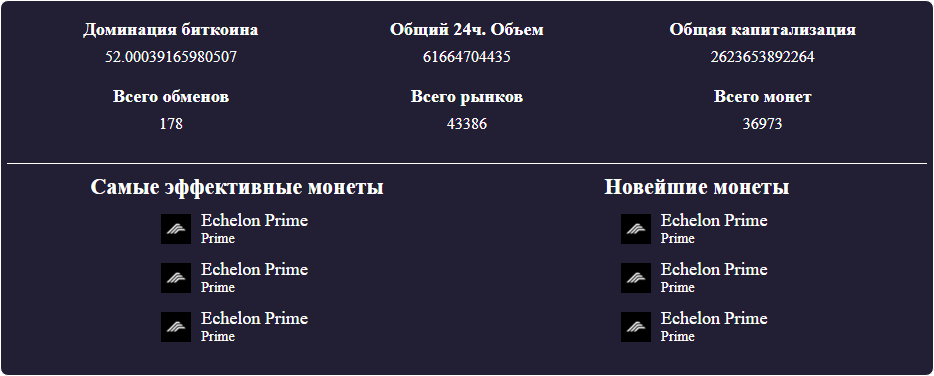 Доминация биткоина
Общий 24ч. Объем
Общая капитализация
52.00039165980507
61664704435
2623653892264
Всего обменов
Всего рынков
Всего монет
178
43386
36973
Самые эффективные монеты
Новейшие монеты
Echelon Prime
Prime
Echelon Prime
Prime
Echelon Prime
Prime
Echelon Prime
Prime
Echelon Prime
Prime
Echelon Prime
Prime